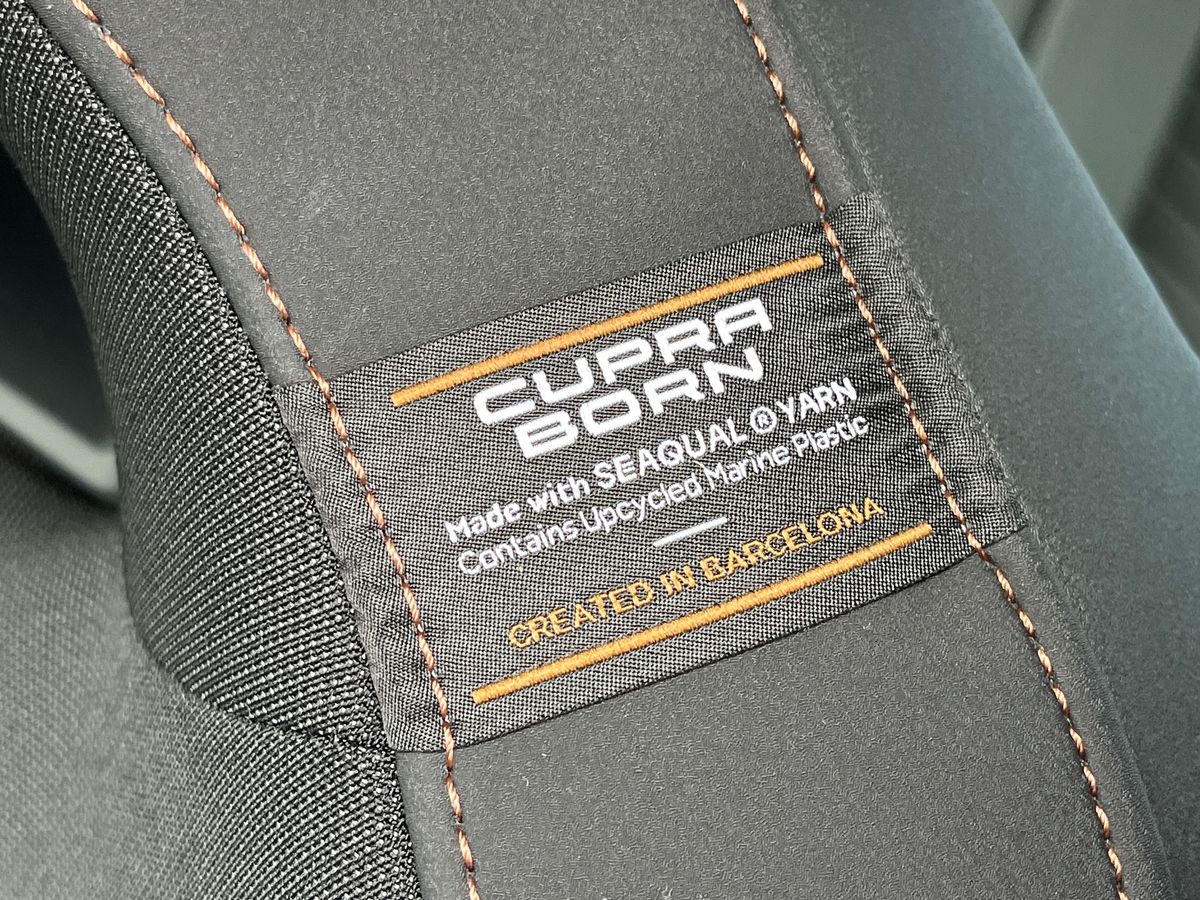 CUPRA
BORN
Made with SEAQUAL ® YARN
Contains Upcycled Marine Plastic
CREATED IN BARCELONA